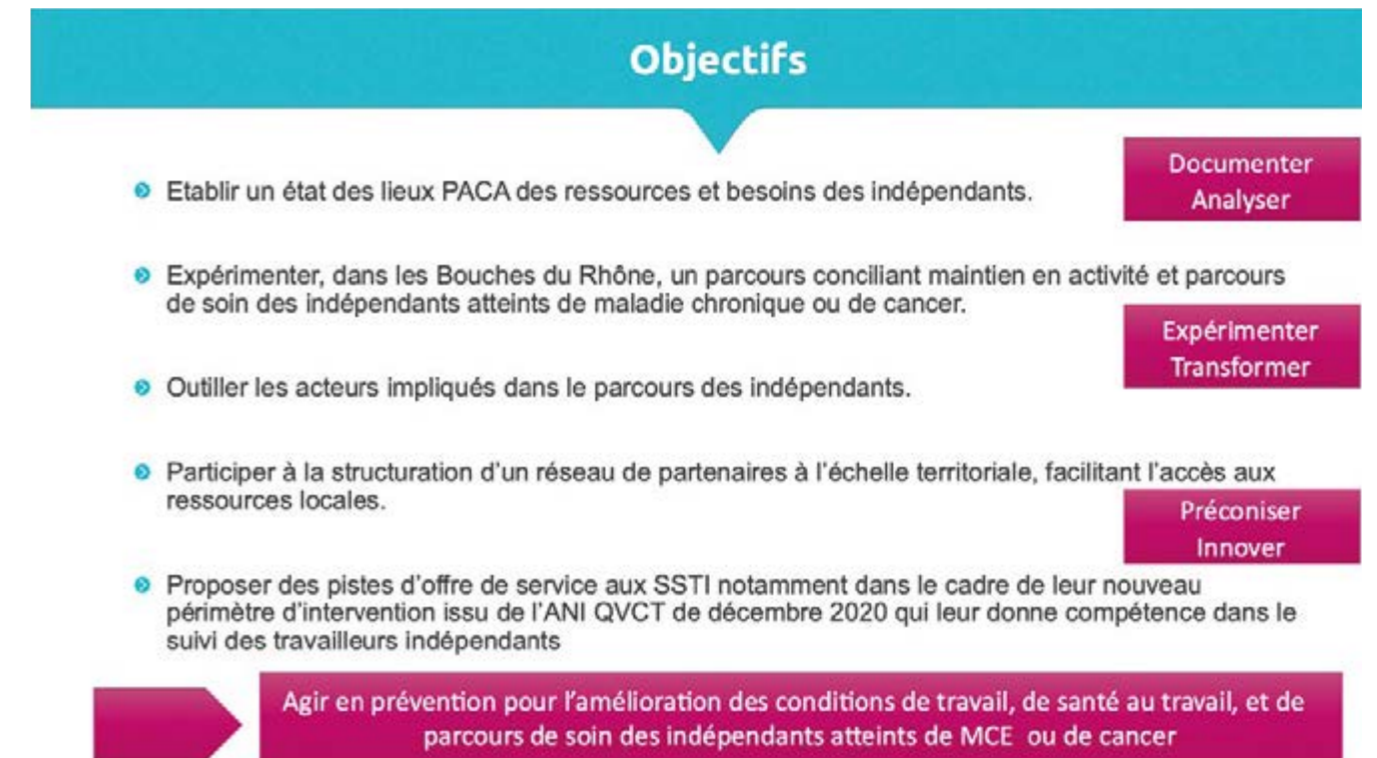 Objectifs
Documenter
Analyser
Etablir un état des lieux PACA des ressources et besoins des indépendants.
Expérimenter, dans les Bouches du Rhône, un parcours conciliant maintien en activité et parcours
de soin des indépendants atteints de maladie chronique ou de cancer.
Expérimenter
Transformer
Outiller les acteurs impliqués dans le parcours des indépendants.
Participer à la structuration d'un réseau de partenaires à l'échelle territoriale, facilitant l'accès aux
ressources locales.
Préconiser
Innover
Proposer des pistes d'offre de service aux SSTI notamment dans le cadre de leur nouveau
périmètre d'intervention issu de l'ANI QVCT de décembre 2020 qui leur donne compétence dans le
suivi des travailleurs indépendants
Agir en prévention pour l'amélioration des conditions de travail, de santé au travail, et de
parcours de soin des indépendants atteints de MCE ou de cancer